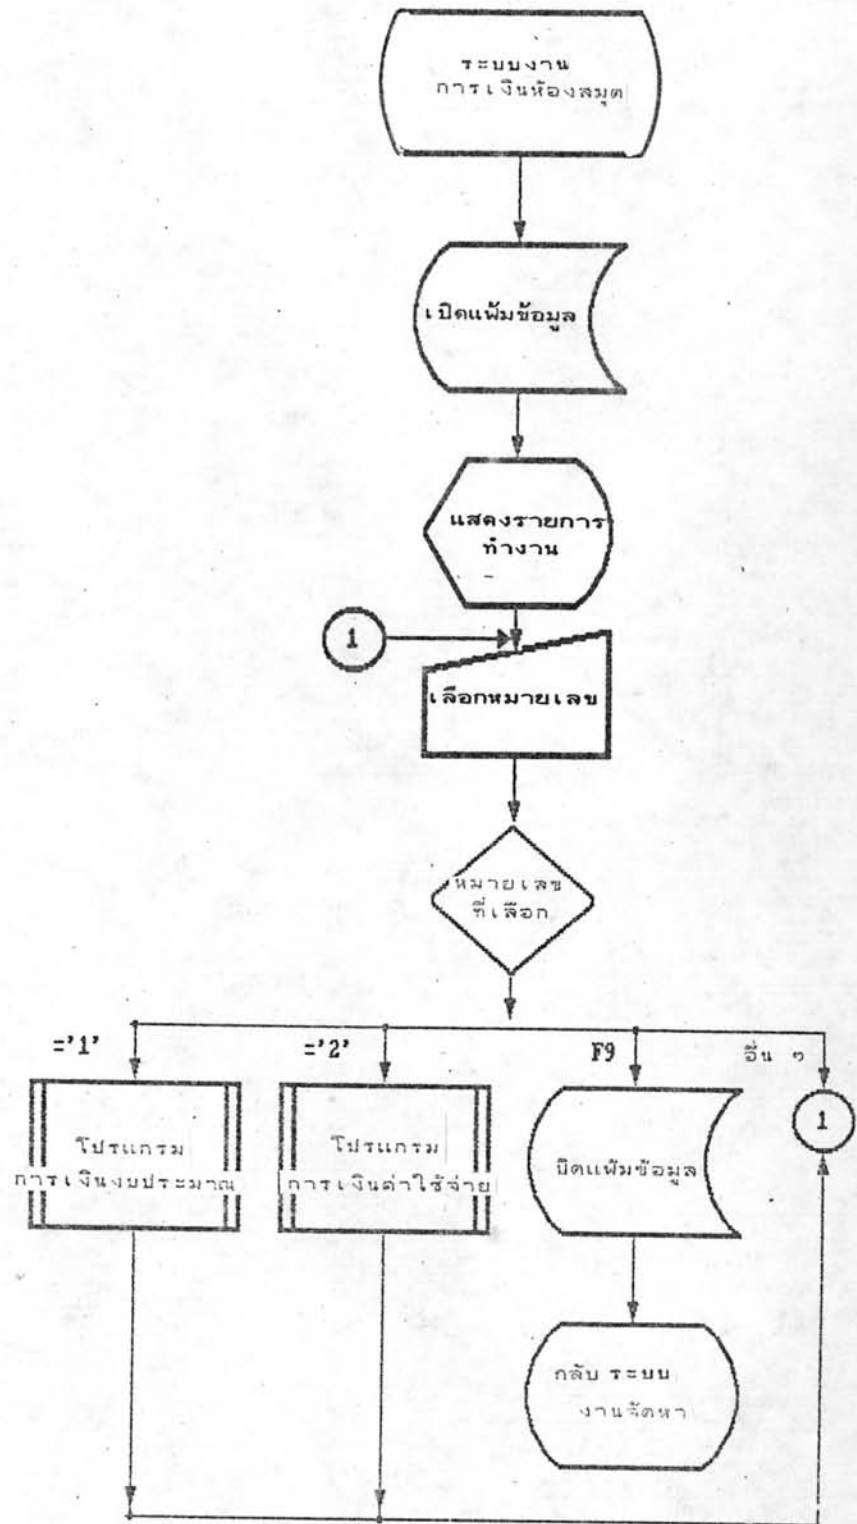 ระบบงาน
การเงินห้องสมุด
เปิดแฟ้มข้อมูล
แสดงรายการ
ทำงาน
1
เลือกหมายเลข
หมายเลข
ที่เลือก
='1'
='2'
F9
อื่น ๆ
โปรแกรม
การเงินงบประมาณ
โปรแกรม
การเงินค่าใช้จ่าย
ปิดแฟ้มข้อมูล
1
กลับ ระบบ
งานจัดหา